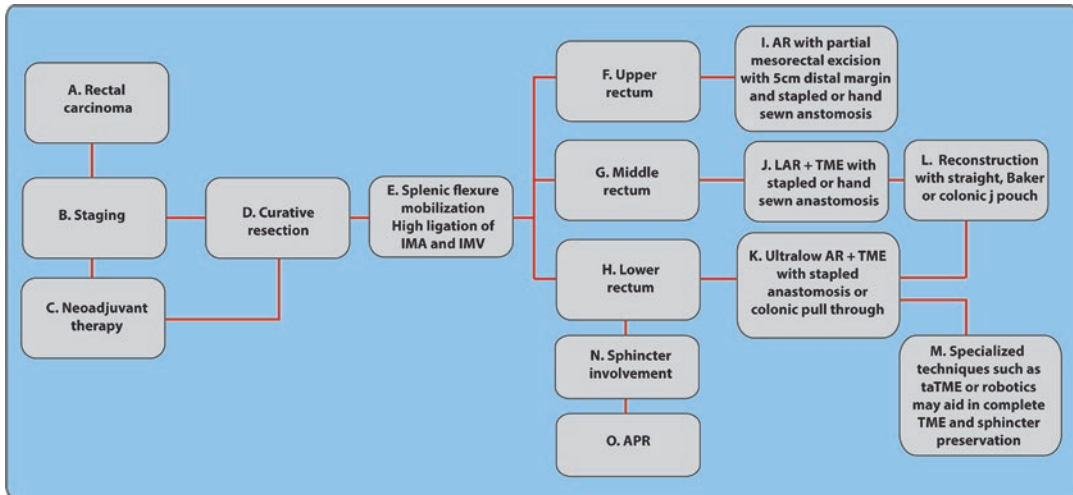 A. Rectal
carcinoma
B. Staging
C. Neoadjuvant
therapy
D. Curative
resection
E. Splenic flexure
mobilization
High ligation of
IMA and IMV
F. Upper
rectum
G. Middle
rectum
H. Lower
rectum
I. AR with partial
mesorectal excision
with 5cm distal margin
and stapled or hand
sewn anstomosis
J. LAR + TME with
stapled or hand
sewn anastomosis
K. Ultralow AR + TME
with stapled
anastomosis or
colonic pull through
L. Reconstruction
with straight, Baker
or colonic j pouch
M. Specialized
techniques such as
taTME or robotics
may aid in complete
TME and sphincter
preservation
N. Sphincter
involvement
O. APR